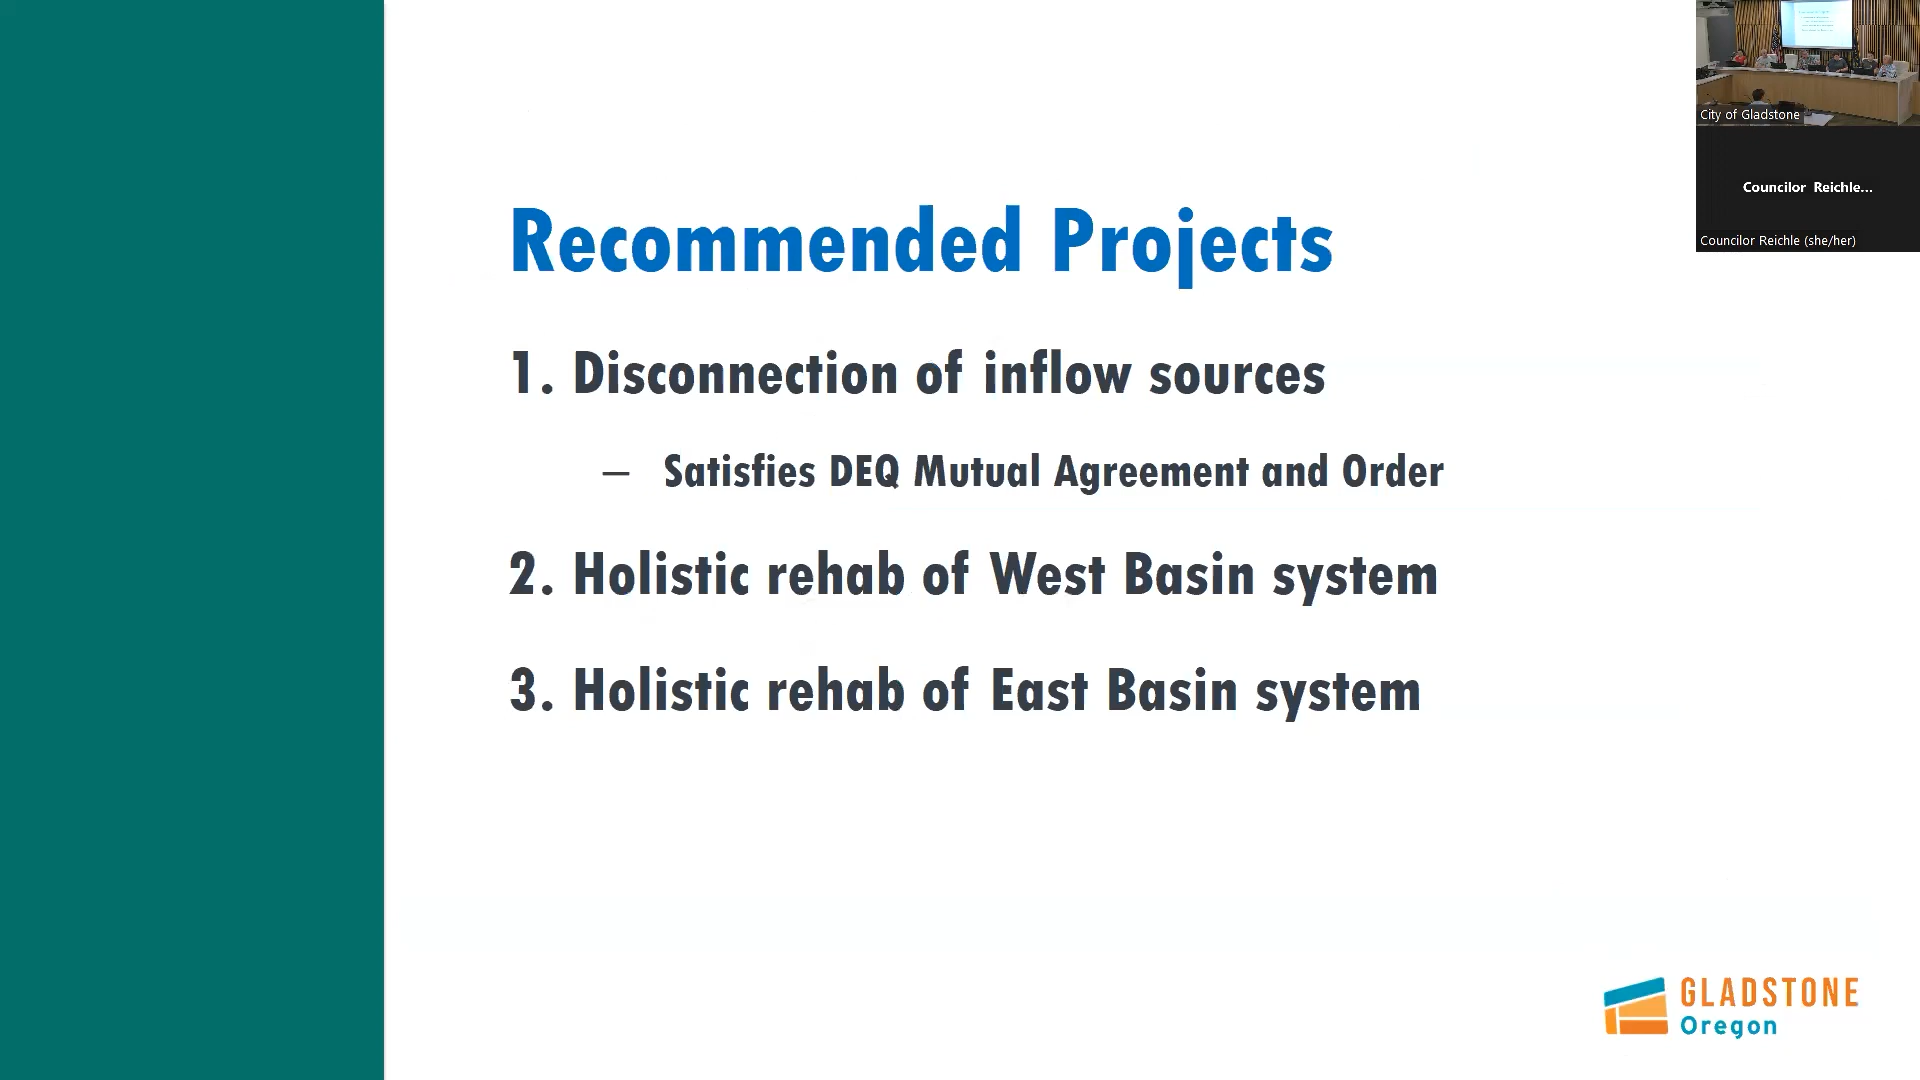 Recommended Projects
1. Disconnection of inflow sources
— Satisfies DEQ Mutual Agreement and Order
2. Holistic rehab of West Basin system
3. Holistic rehab of East Basin system
City of Gladstone
Councilor Reichle...
Councilor Reichle (she/her)
GLADSTONE
Oregon